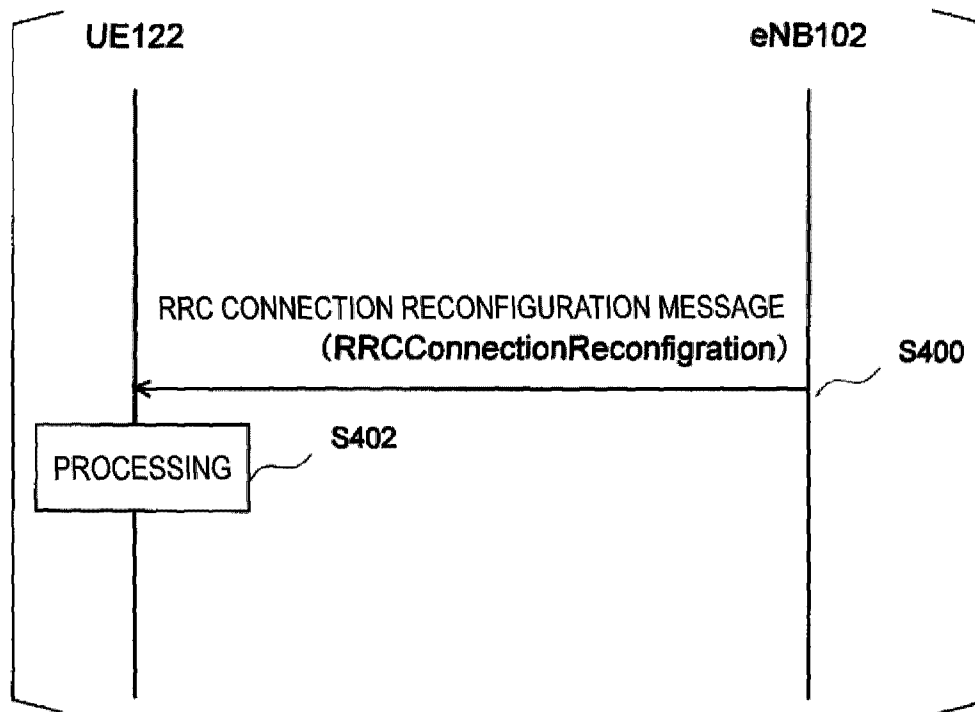 UE122
eNB102
RRC CONNECTION RECONFIGURATION MESSAGE
(RRCConnectionReconfigration)
S400
S402
PROCESSING